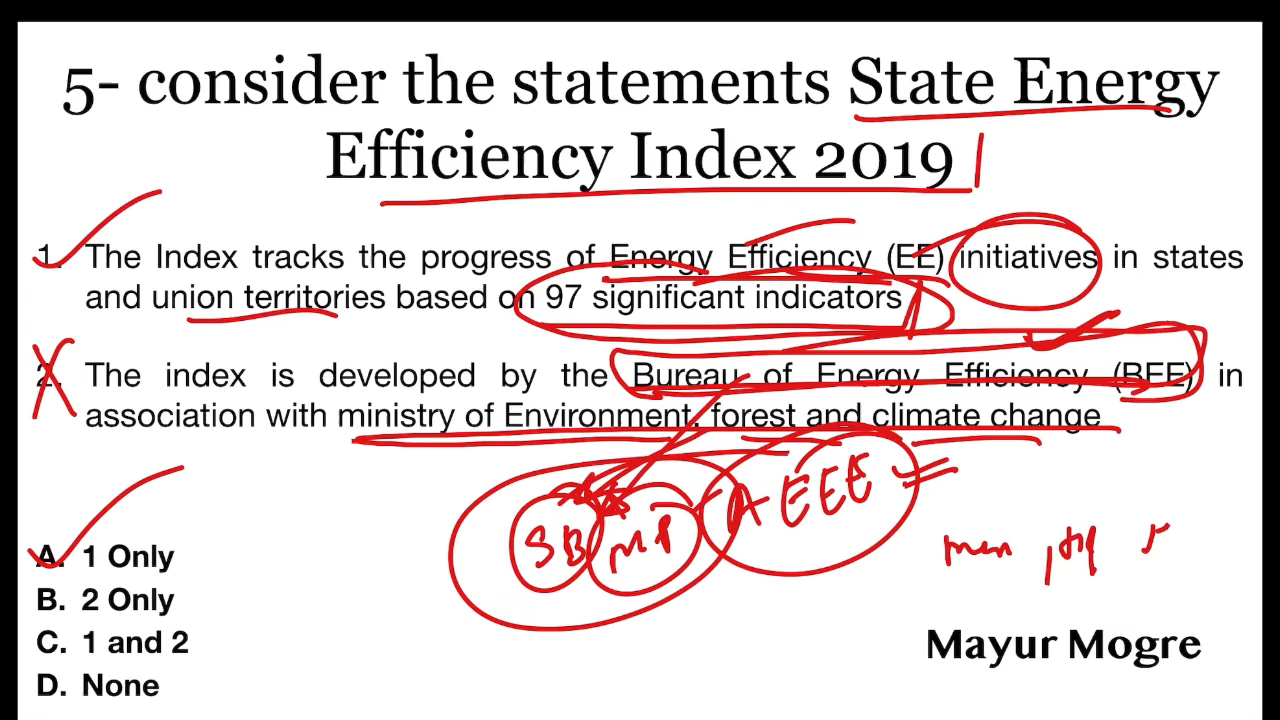 5- consider the statements State Energy
Efficiency Index 2019
1. The Index tracks the progress of Energy Efficiency (EE) initiatives in states
and union territories based on 97 significant indicators
2. The index is developed by the Bureau of Energy Efficiency (BEE) in
association with ministry of Environment, forest and climate change
AEEE
SB
A. 1 Only
B. 2 Only
C. 1 and 2
D. None
Mayur Mogre